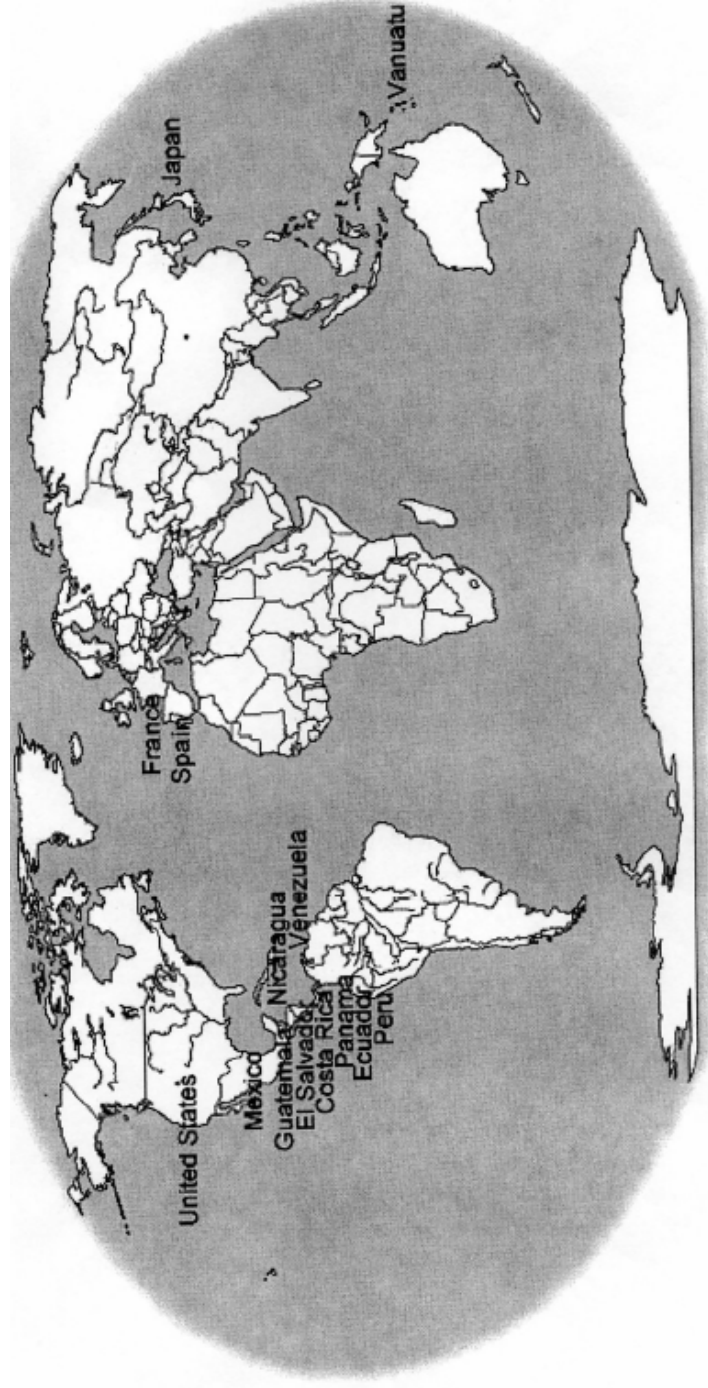 United States
Mexico
Guatemala
El Salvador
Costa Rica
Panama
Ecuador
Peru
Nicaragua
Venezuela
France
Spain
Japan
Vanuatu